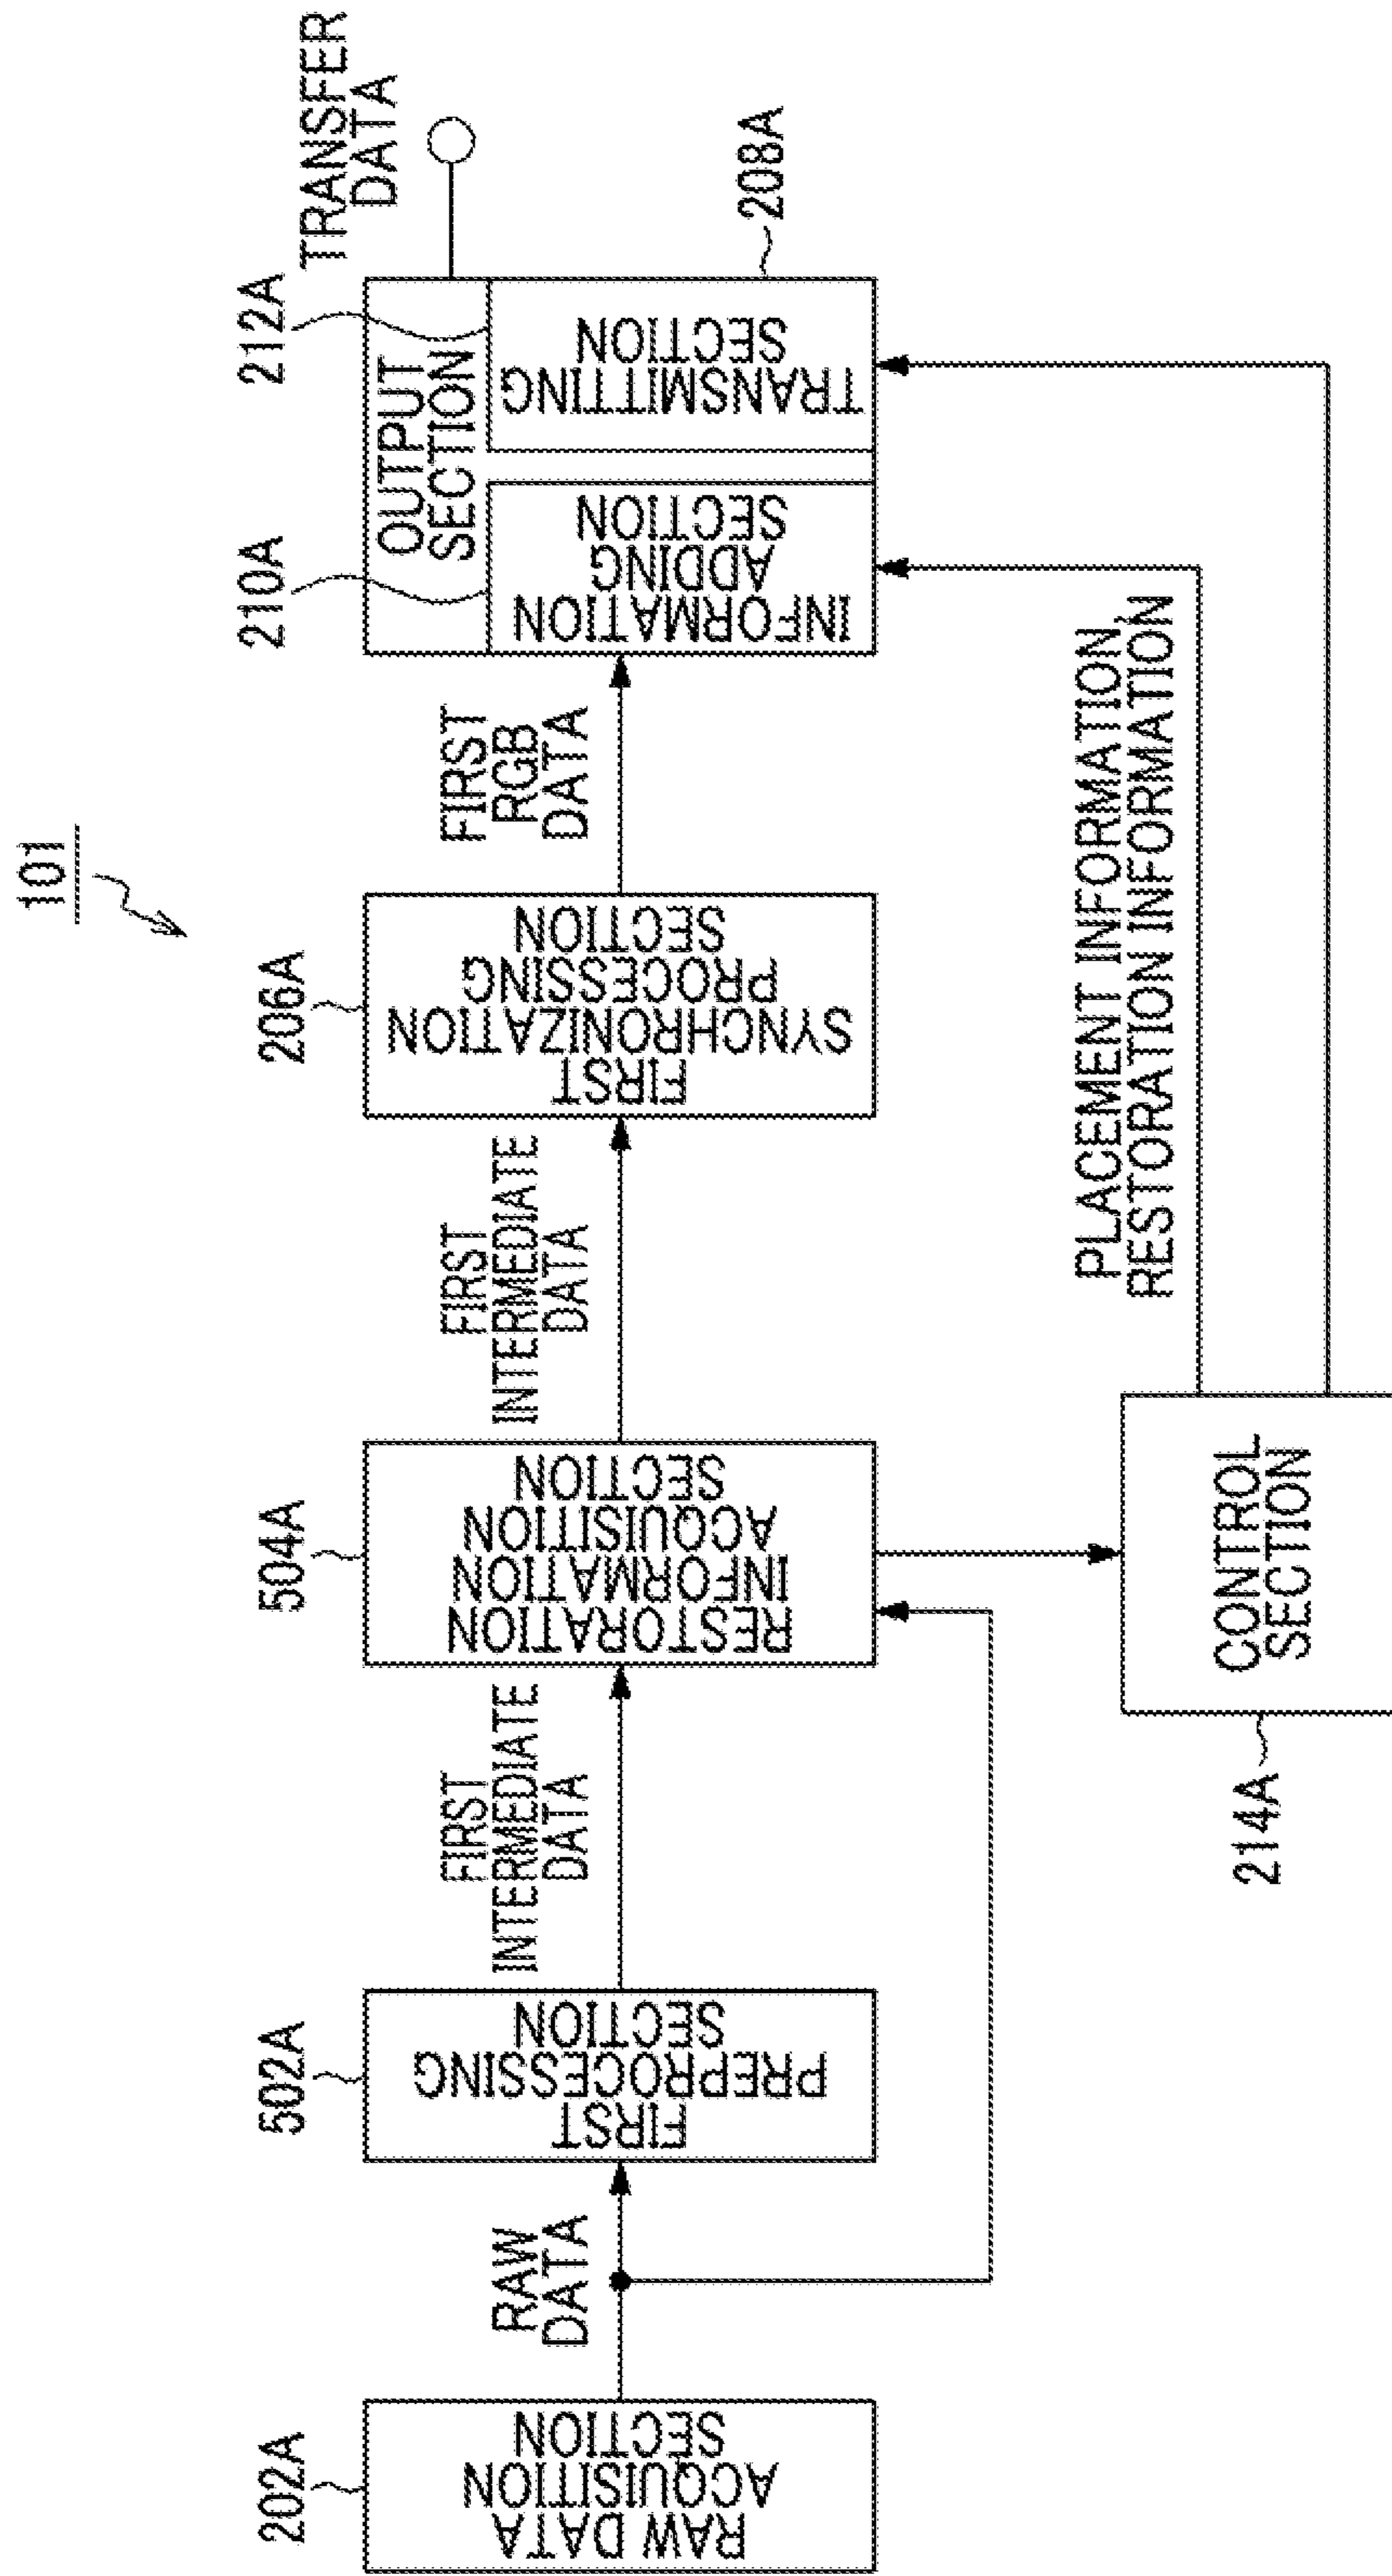 101
202A
RAW DATA
ACQUISITION
SECTION
RAW
DATA
502A
FIRST
PREPROCESSING
SECTION
FIRST
INTERMEDIATE
DATA
504A
RESTORATION
INFORMATION
ACQUISITION
SECTION
FIRST
INTERMEDIATE
DATA
206A
FIRST
SYNCHRONIZATION
PROCESSING
SECTION
FIRST
RGB
DATA
210A
212A
OUTPUT
SECTION
INFORMATION
ADDING
SECTION
TRANSMITTING
SECTION
208A
TRANSFER
DATA
PLACEMENT INFORMATION,
RESTORATION INFORMATION
214A
CONTROL
SECTION